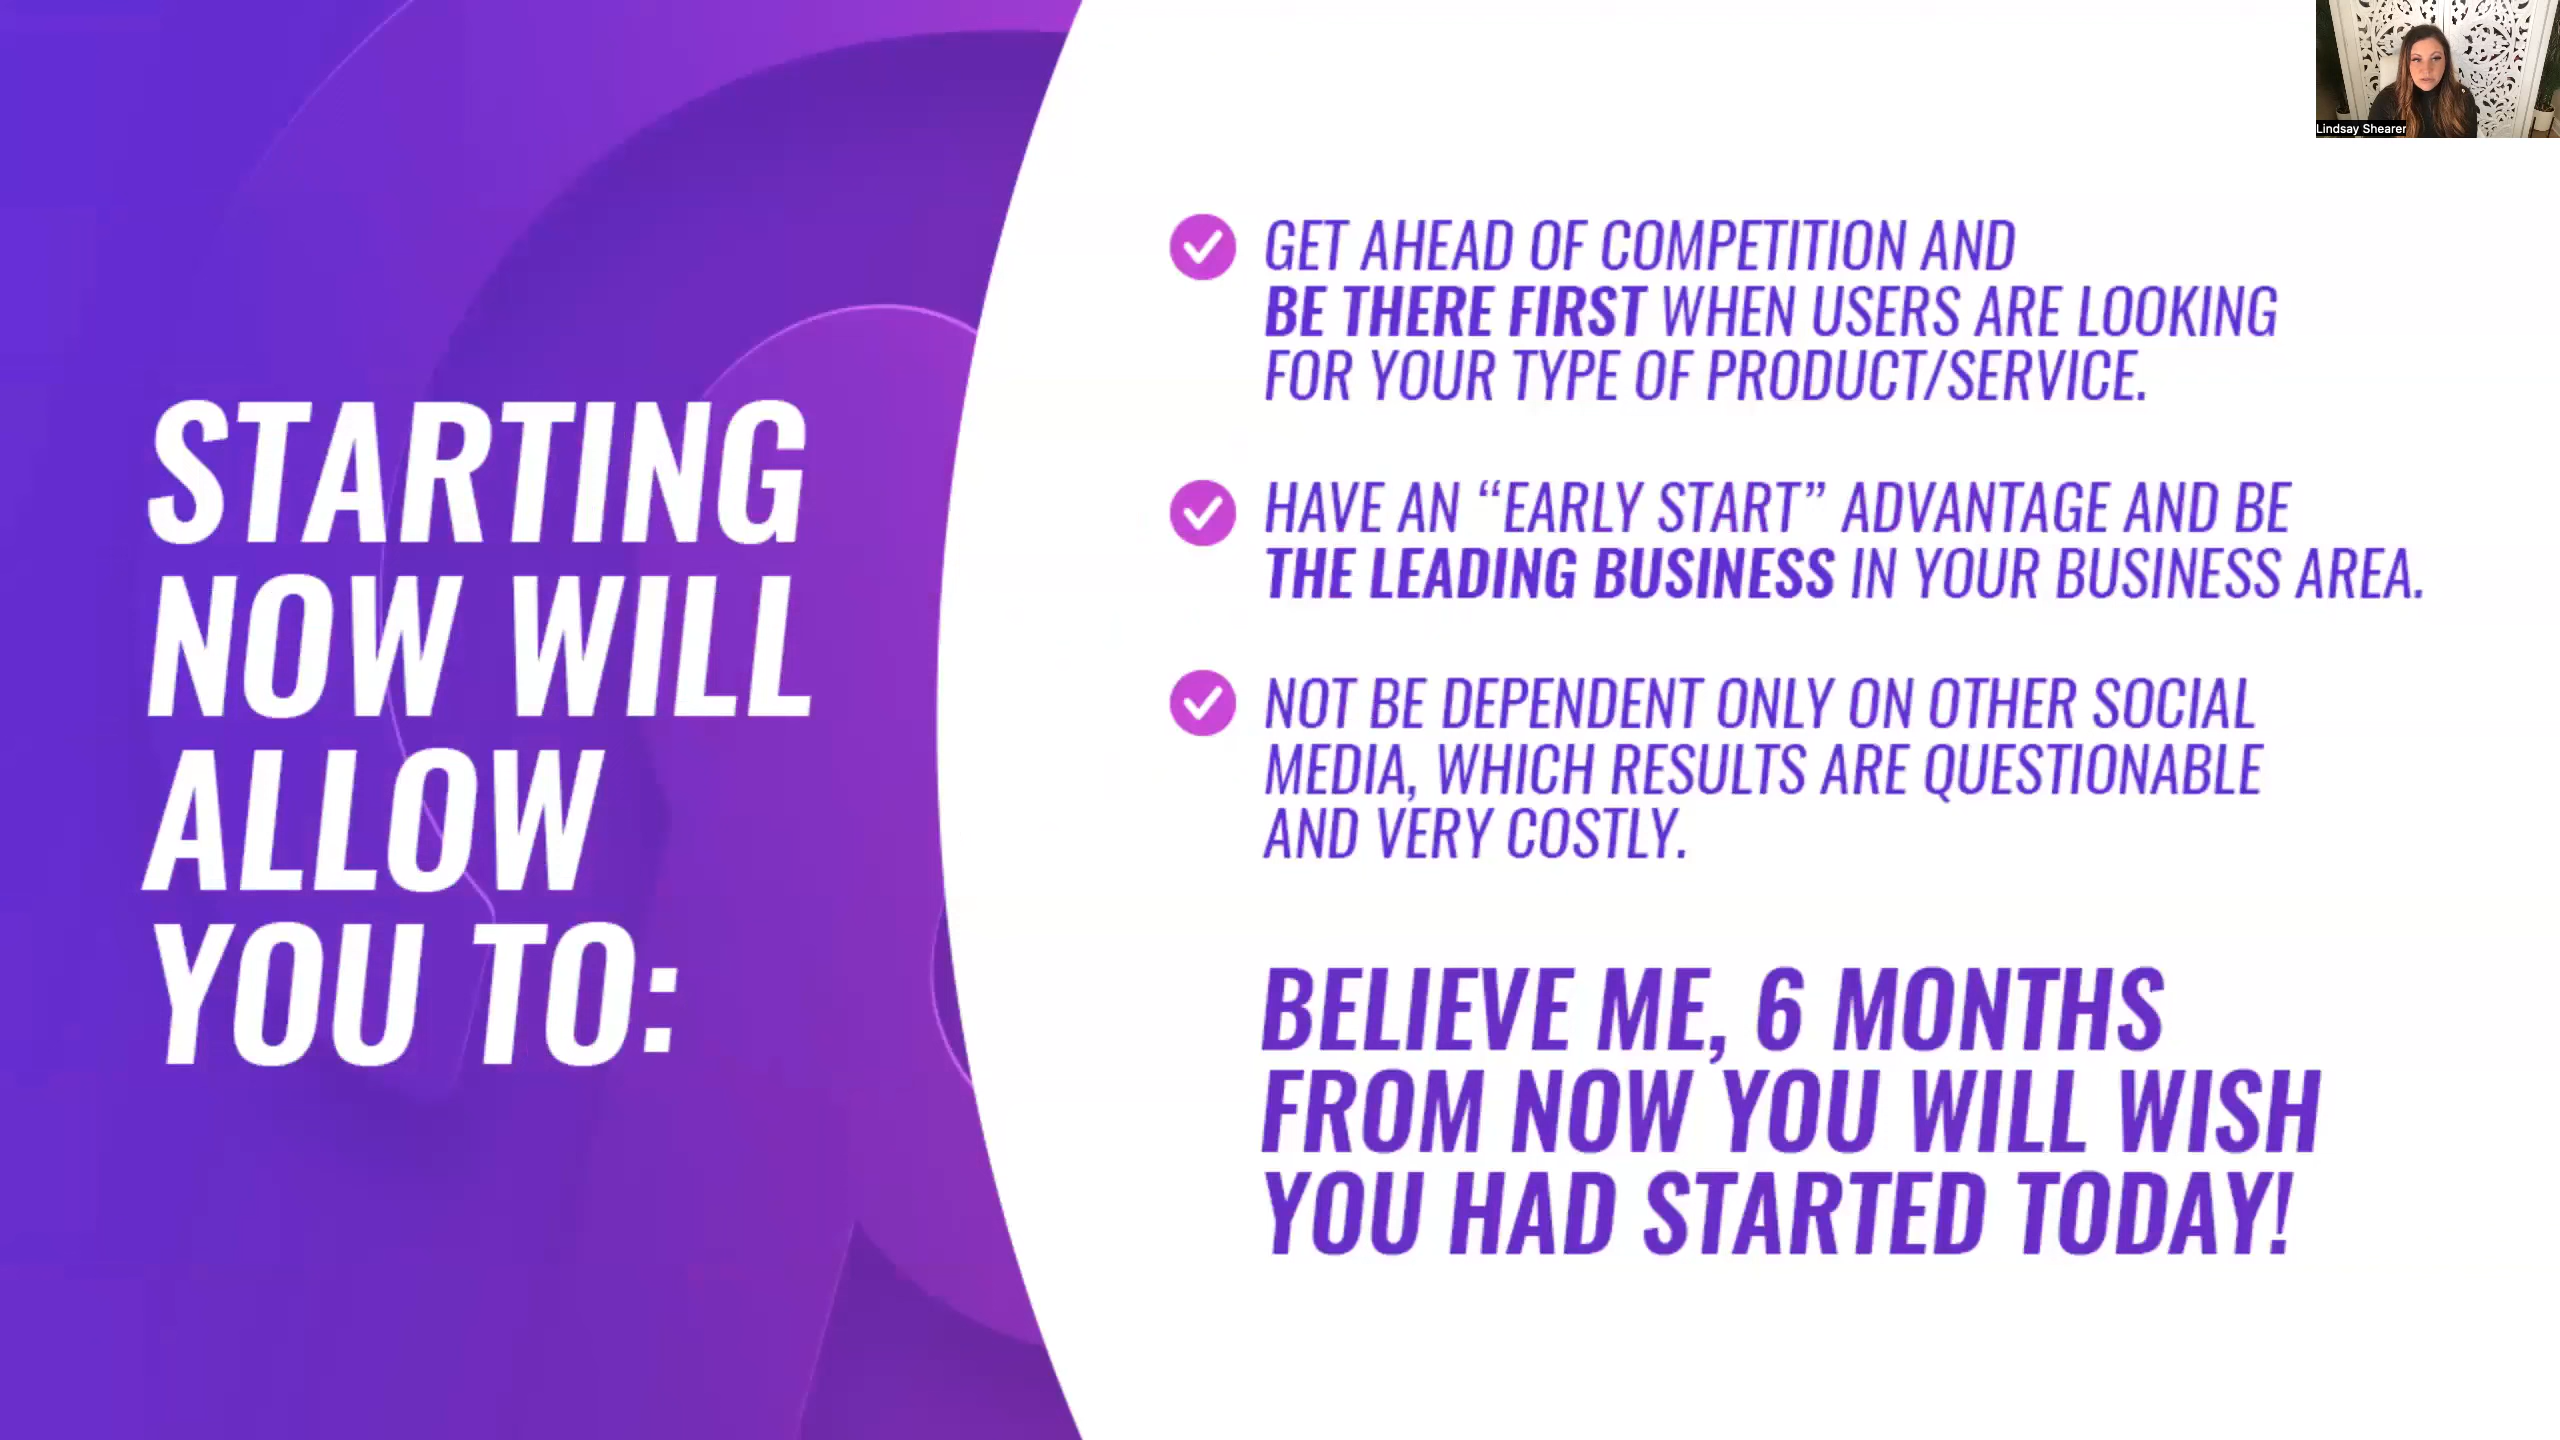 Lindsay Shearer
STARTING
NOW WILL
ALLOW
YOU TO:
GET AHEAD OF COMPETITION AND
BE THERE FIRST WHEN USERS ARE LOOKING
FOR YOUR TYPE OF PRODUCT/SERVICE.
HAVE AN “EARLY START” ADVANTAGE AND BE
THE LEADING BUSINESS IN YOUR BUSINESS AREA.
NOT BE DEPENDENT ONLY ON OTHER SOCIAL
MEDIA, WHICH RESULTS ARE QUESTIONABLE
AND VERY COSTLY.
BELIEVE ME, 6 MONTHS
FROM NOW YOU WILL WISH
YOU HAD STARTED TODAY!